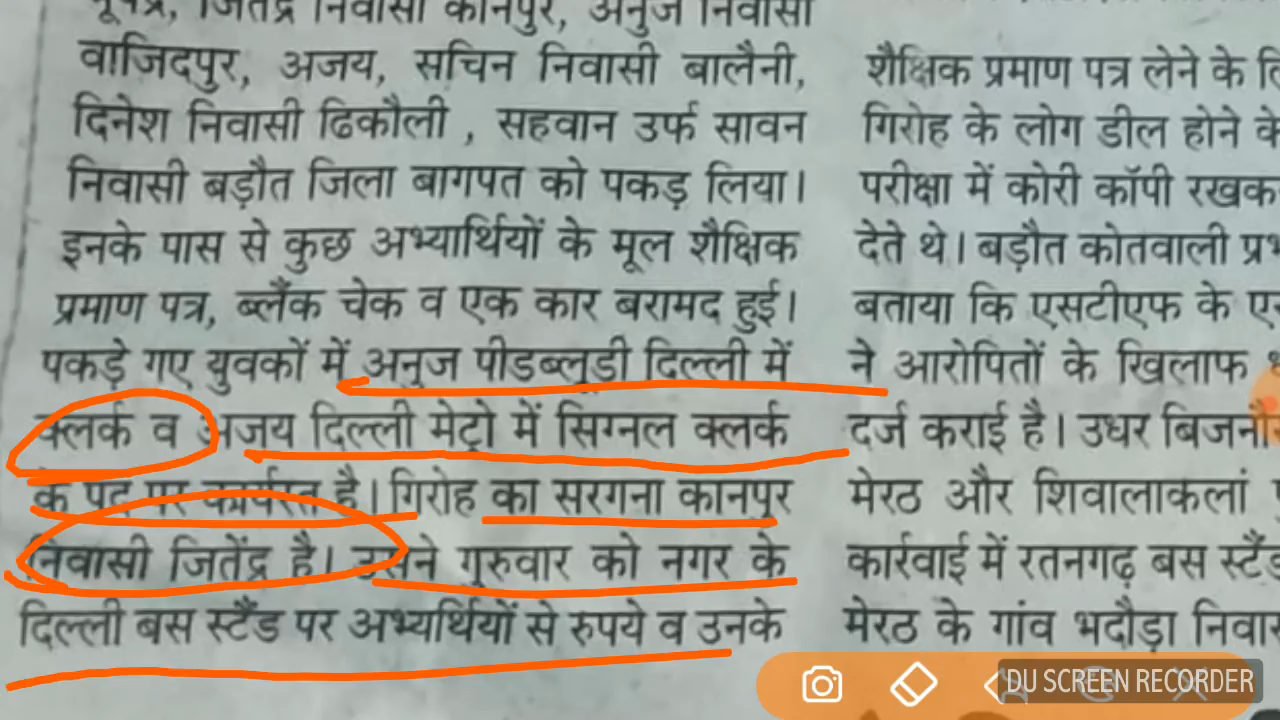 जितेंद्र निवासी कानपुर, अनुज निवासी
वाजिदपुर, अजय, सचिन निवासी बालैनी,
दिनेश निवासी ढिकौली , सहवान उर्फ सावन
निवासी बड़ौत जिला बागपत को पकड़ लिया।
इनके पास से कुछ अभ्यार्थियों के मूल शैक्षिक
प्रमाण पत्र, ब्लैंक चेक व एक कार बरामद हुई।
पकड़े गए युवकों में अनुज पीडब्लूडी दिल्ली में
क्लर्क व अजय दिल्ली मेट्रो में सिग्नल क्लर्क
के पद पर कार्यरत है। गिरोह का सरगना कानपुर
निवासी जितेंद्र है। उसने गुरुवार को नगर के
दिल्ली बस स्टैंड पर अभ्यर्थियों से रुपये व उनके
शैक्षिक प्रमाण पत्र लेने के
गिरोह के लोग डील होने के
परीक्षा में कोरी कॉपी रखक
देते थे। बड़ौत कोतवाली
बताया कि एसटीएफ के
ने आरोपितों के खिलाफ
दर्ज कराई है। उधर बिजनौ
मेरठ और शिवालाकलां
कार्रवाई में रतनगढ़ बस स्टैंड
मेरठ के गांव भदौड़ा निवास
DU SCREEN RECORDER